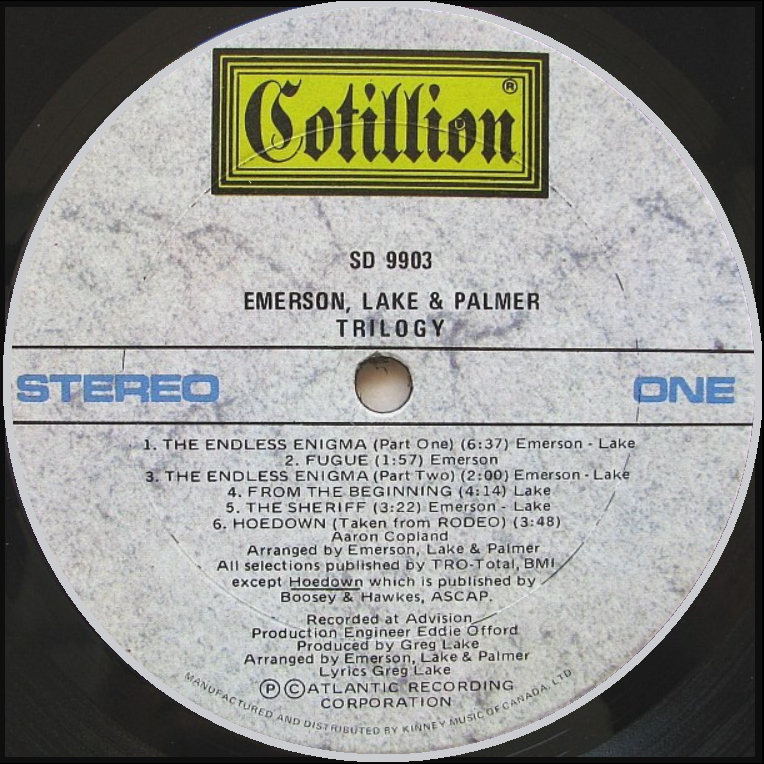 Cotillion®
SD 9903
EMERSON, LAKE & PALMER
TRILOGY
STEREO
ONE
1. THE ENDLESS ENIGMA (Part One) (6:37) Emerson - Lake
2. FUGUE (1:57) Emerson
3. THE ENDLESS ENIGMA (Part Two) (2:00) Emerson - Lake
4. FROM THE BEGINNING (4:14) Lake
5. THE SHERIFF (3:22) Emerson - Lake
6. HOEDOWN (Taken from RODEO) (3:48)
Aaron Copland
Arranged by Emerson, Lake & Palmer
All selections published by TRO-Total, BMI
except Hoedown which is published by
Boosey & Hawkes, ASCAP.
Recorded at Advision
Production Engineer Eddie Offord
Produced by Greg Lake
Arranged by Emerson, Lake & Palmer
Lyrics Greg Lake
ⓅⒸATLANTIC RECORDING
CORPORATION
MANUFACTURED AND DISTRIBUTED BY KINNEY MUSIC OF CANADA, LTD